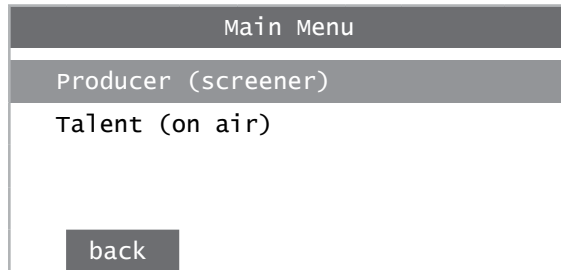 Main Menu
Producer (screener)
Talent (on air)
back